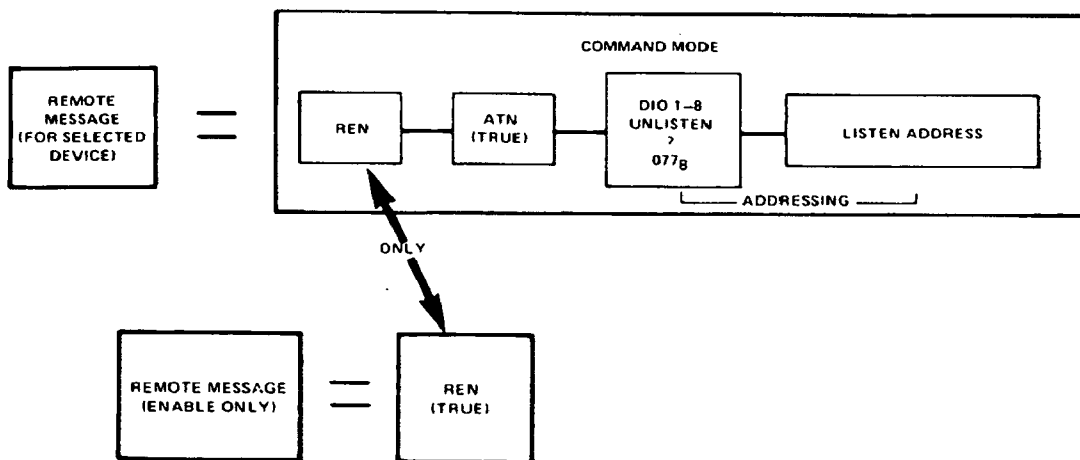 COMMAND MODE
REMOTE
MESSAGE
(FOR SELECTED
DEVICE)
=
REN
ATN
(TRUE)
DIO 1–8
UNLISTEN
?
077B
LISTEN ADDRESS
ADDRESSING
ONLY
REMOTE MESSAGE
(ENABLE ONLY)
=
REN
(TRUE)